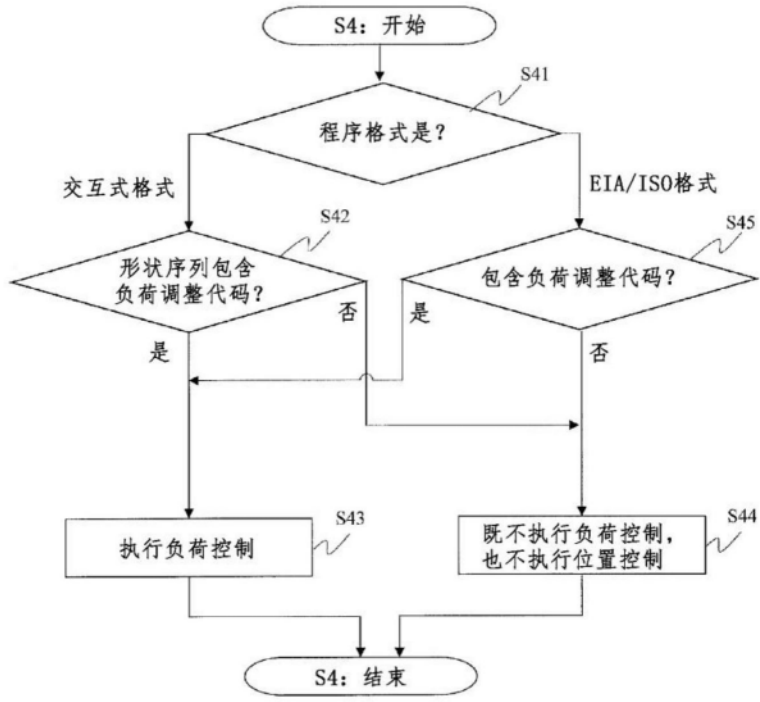 S4: 开始
S41
程序格式是?
交互式格式
EIA/ISO格式
S42
S45
形状序列包含
负荷调整代码?
包含负荷调整代码?
否
是
是
否
S43
S44
执行负荷控制
既不执行负荷控制,
也不执行位置控制
S4: 结束